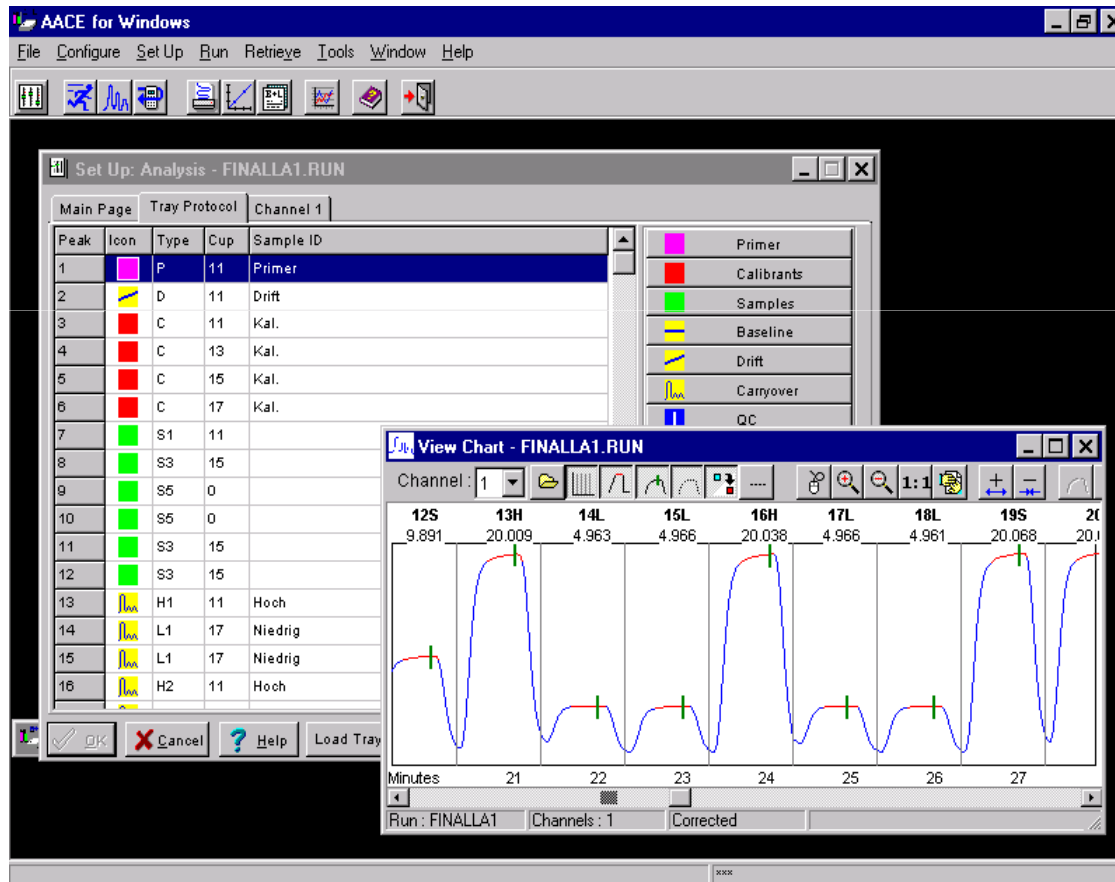 AACE for Windows
File Configure Set Up Run Retrieve Tools Window Help
Set Up: Analysis - FINALLA1.RUN
Main Page Tray Protocol Channel 1
Peak Icon Type Cup Sample ID
1 P 11 Primer
2 D 11 Drift
3 C 11 Kal.
4 C 13 Kal.
5 C 15 Kal.
6 C 17 Kal.
7 S1 11
8 S3 15
9 S5 0
10 S5 0
11 S3 15
12 S3 15
13 H1 11 Hoch
14 L1 17 Niedrig
15 L1 17 Niedrig
16 H2 11 Hoch
Primer
Calibrants
Samples
Baseline
Drift
Carryover
QC
OK Cancel Help Load Tray
View Chart - FINALLA1.RUN
Channel : 1 1:1
12S 13H 14L 15L 16H 17L 18L 19S
9.891 20.009 4.963 4.966 20.038 4.966 4.961 20.068
Minutes 21 22 23 24 25 26 27
Run : FINALLA1 Channels : 1 Corrected
xxx